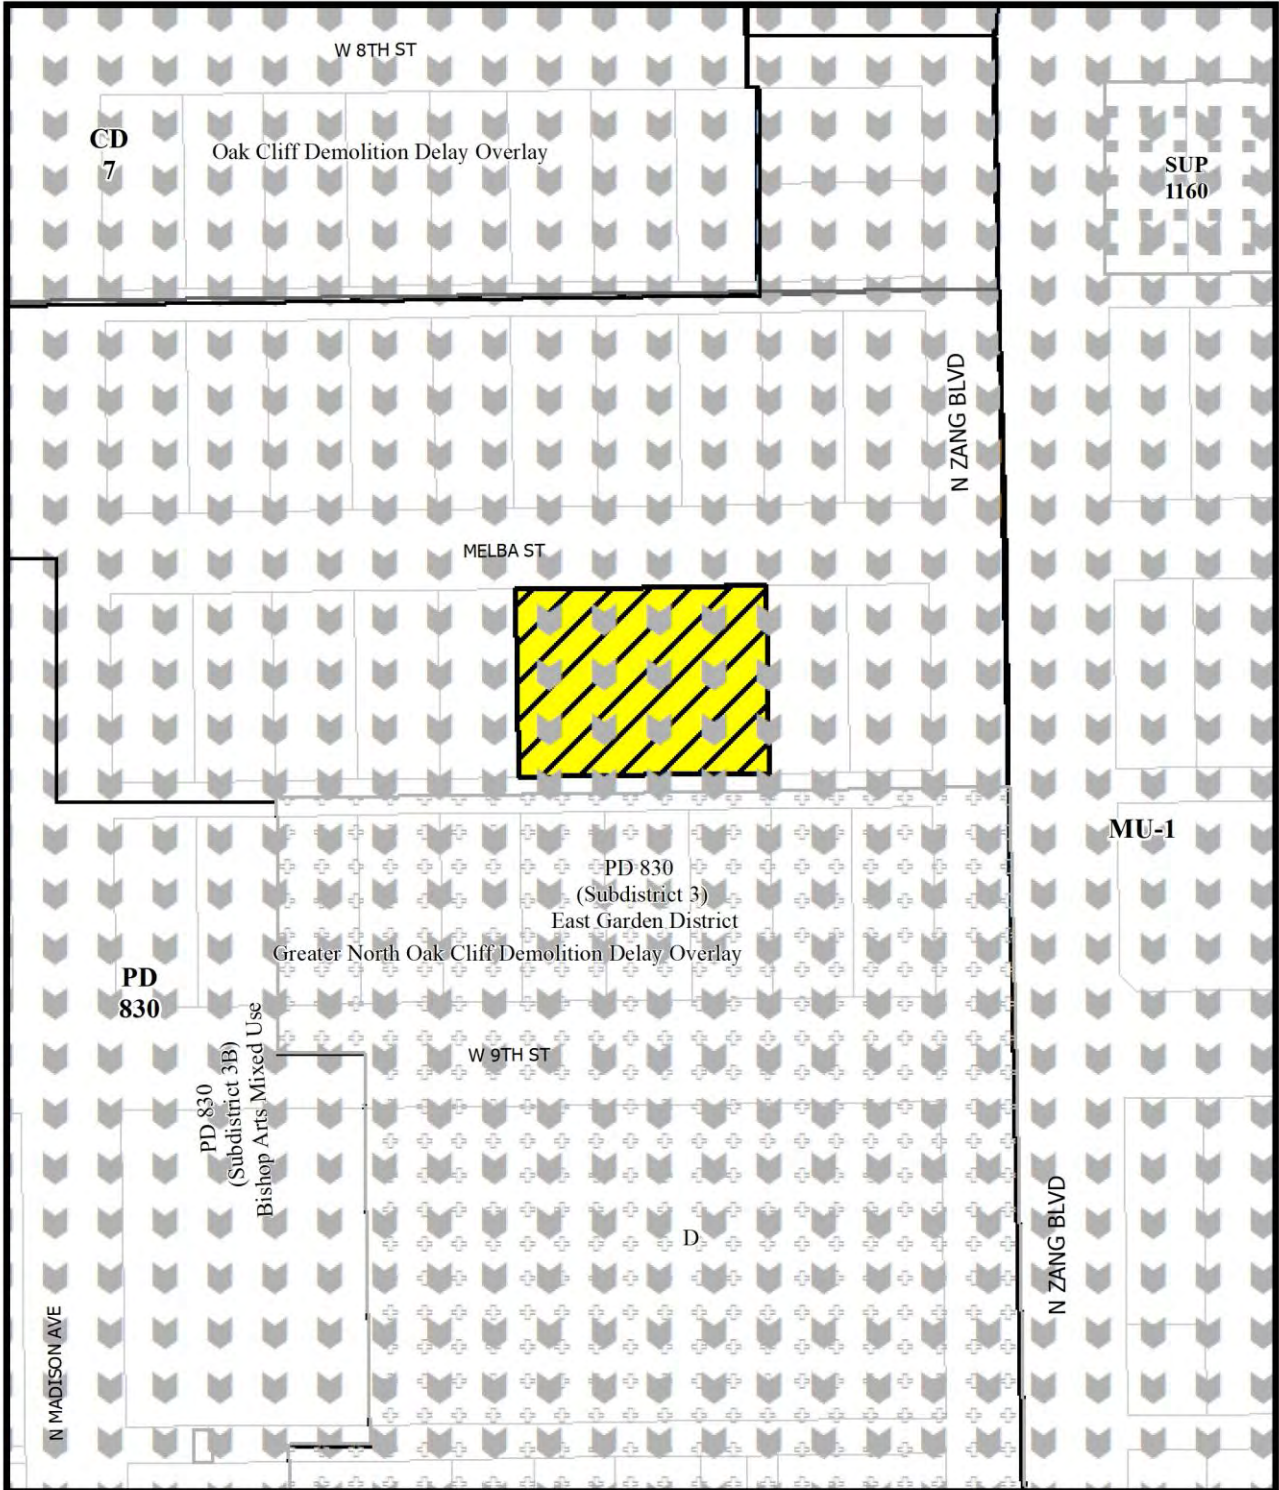 W 8TH ST
CD
7
Oak Cliff Demolition Delay Overlay
SUP
1160
N ZANG BLVD
MELBA ST
MU-1
PD 830
(Subdistrict 3)
East Garden District
Greater North Oak Cliff Demolition Delay Overlay
PD
830
PD 830
(Subdistrict 3B)
Bishop Arts Mixed Use
W 9TH ST
D
N ZANG BLVD
N MADISON AVE